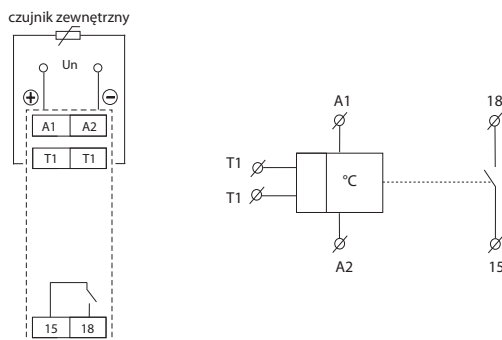 czujnik zewnętrzny
Un
+ −
A1 A2
T1 T1
15 18
A1
18
T1
°C
T1
A2
15